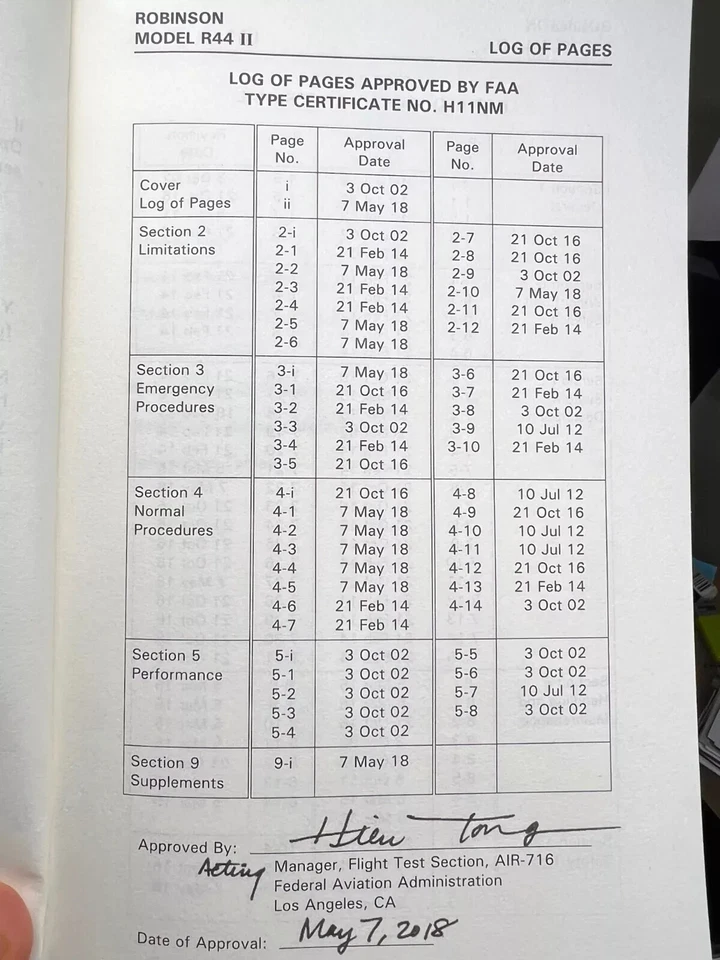 ROBINSON
MODEL R44 II
LOG OF PAGES
LOG OF PAGES APPROVED BY FAA
TYPE CERTIFICATE NO. H11NM
Page No. Approval Date Page No. Approval Date
Cover i 3 Oct 02
Log of Pages ii 7 May 18
Section 2 2-i 3 Oct 02 2-7 21 Oct 16
Limitations 2-1 21 Feb 14 2-8 21 Oct 16
2-2 7 May 18 2-9 3 Oct 02
2-3 21 Feb 14 2-10 7 May 18
2-4 21 Feb 14 2-11 21 Oct 16
2-5 7 May 18 2-12 21 Feb 14
2-6 7 May 18
Section 3 3-i 7 May 18 3-6 21 Oct 16
Emergency 3-1 21 Oct 16 3-7 21 Feb 14
Procedures 3-2 21 Feb 14 3-8 3 Oct 02
3-3 3 Oct 02 3-9 10 Jul 12
3-4 21 Feb 14 3-10 21 Feb 14
3-5 21 Oct 16
Section 4 4-i 21 Oct 16 4-8 10 Jul 12
Normal 4-1 7 May 18 4-9 21 Oct 16
Procedures 4-2 7 May 18 4-10 10 Jul 12
4-3 7 May 18 4-11 10 Jul 12
4-4 7 May 18 4-12 21 Oct 16
4-5 7 May 18 4-13 21 Feb 14
4-6 21 Feb 14 4-14 3 Oct 02
4-7 21 Feb 14
Section 5 5-i 3 Oct 02 5-5 3 Oct 02
Performance 5-1 3 Oct 02 5-6 3 Oct 02
5-2 3 Oct 02 5-7 10 Jul 12
5-3 3 Oct 02 5-8 3 Oct 02
5-4 3 Oct 02
Section 9 9-i 7 May 18
Supplements
Approved By: Hien Tong
Acting Manager, Flight Test Section, AIR-716
Federal Aviation Administration
Los Angeles, CA
Date of Approval: May 7, 2018